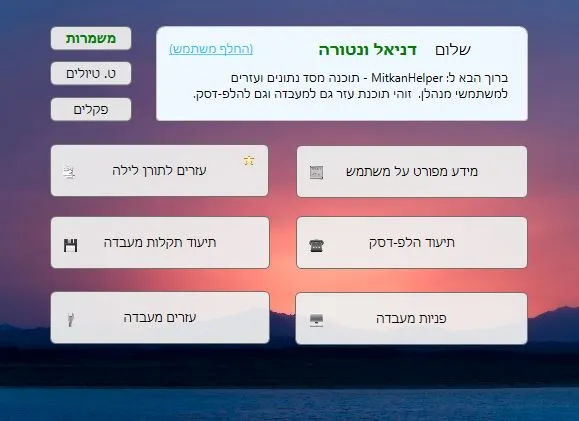 שלום דניאל ונטורה (החלף משתמש)
ברוך הבא ל: MitkanHelper - תוכנה מסד נתונים ועזרים
למשתמשי מנהלן. זוהי תוכנת עזר גם למעבדה וגם להלפ-דסק.
משמרות
ט. טיולים
פקלים
מידע מפורט על משתמש
עזרים לתורן לילה
תיעוד הלפ-דסק
תיעוד תקלות מעבדה
פניות מעבדה
עזרים מעבדה